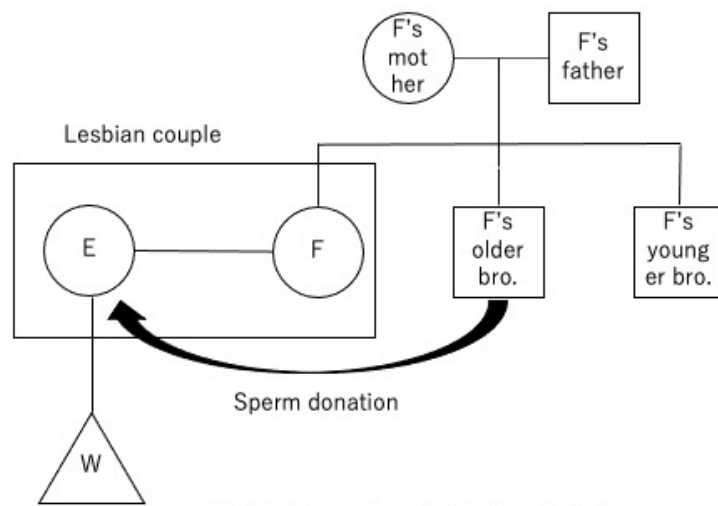 F's
mot
her
F's
father
Lesbian couple
E
F
F's
older
bro.
F's
young
er bro.
Sperm donation
W